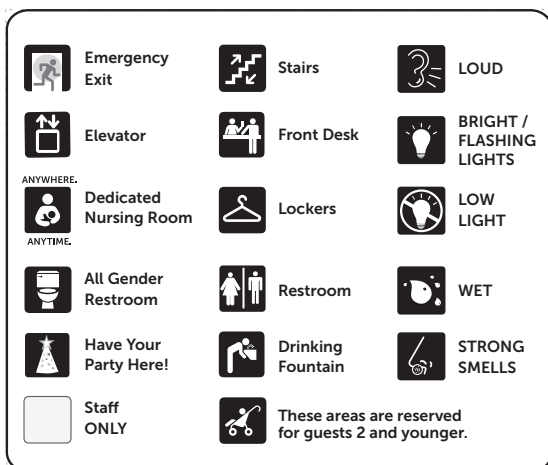 Emergency
Exit
Stairs
LOUD
Elevator
Front Desk
BRIGHT /
FLASHING
LIGHTS
ANYWHERE.
Dedicated
Nursing Room
ANYTIME.
Lockers
LOW
LIGHT
All Gender
Restroom
Restroom
WET
Have Your
Party Here!
Drinking
Fountain
STRONG
SMELLS
Staff
ONLY
These areas are reserved
for guests 2 and younger.